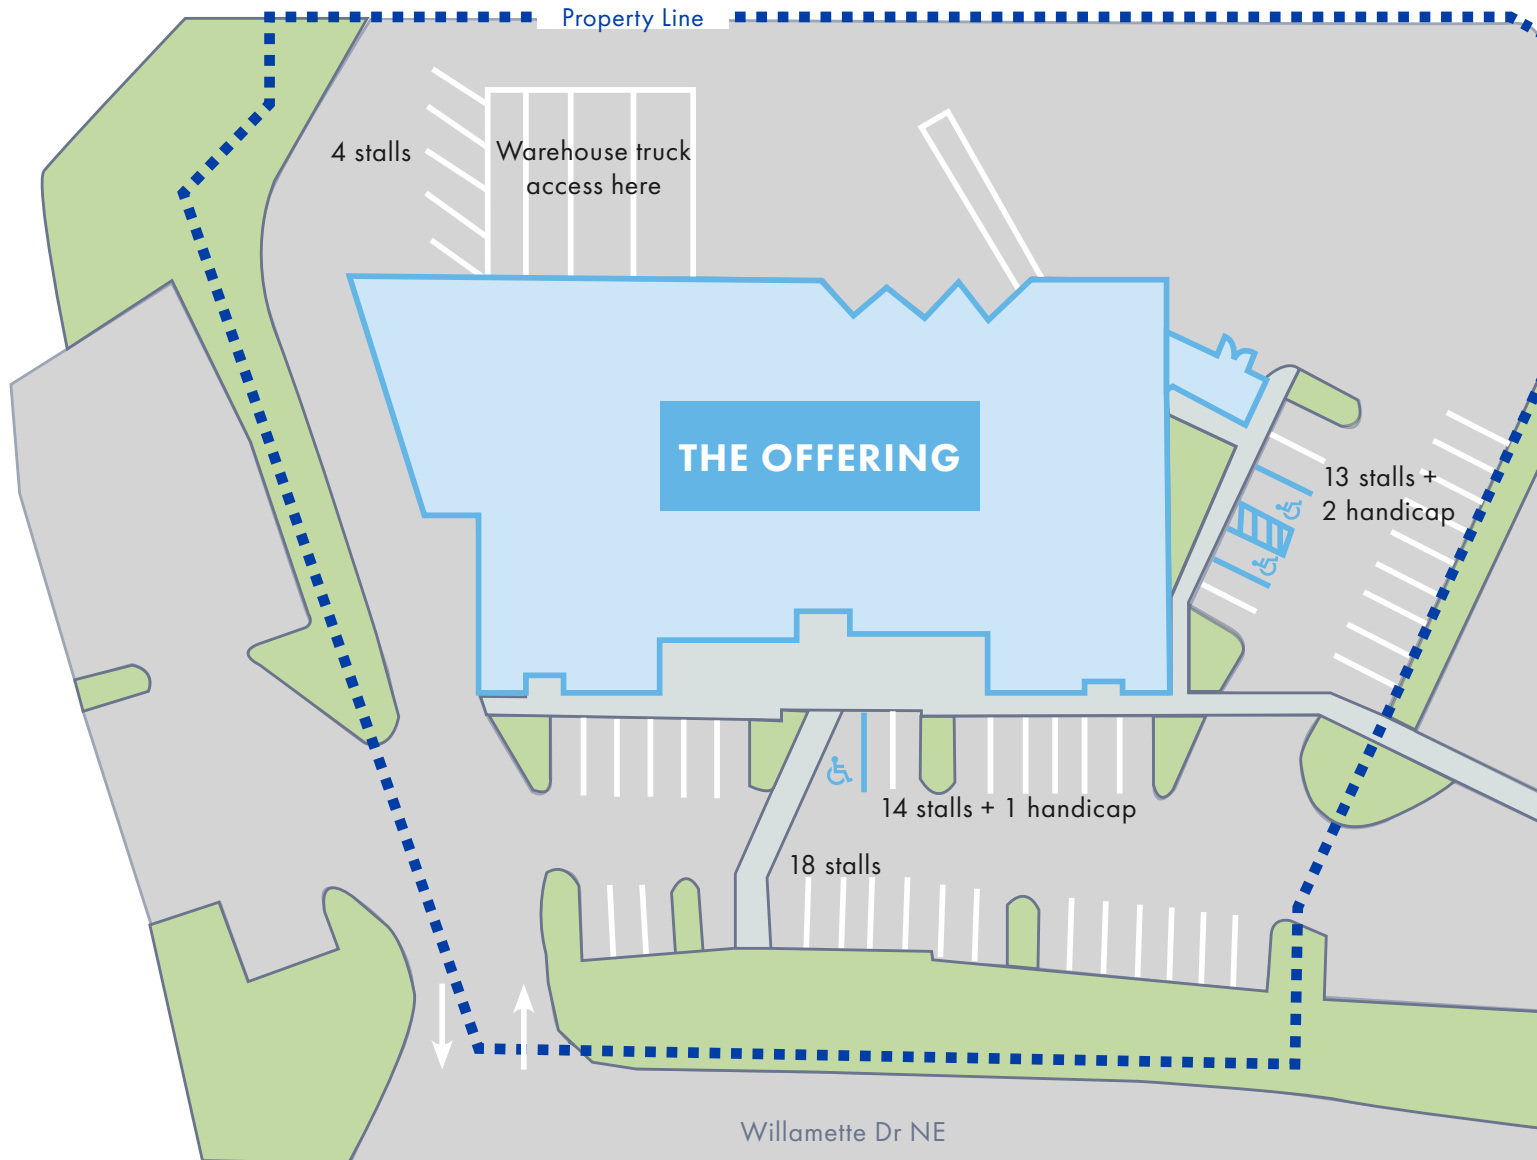 Property Line
4 stalls
Warehouse truck
access here
THE OFFERING
13 stalls +
2 handicap
14 stalls + 1 handicap
18 stalls
Willamette Dr NE